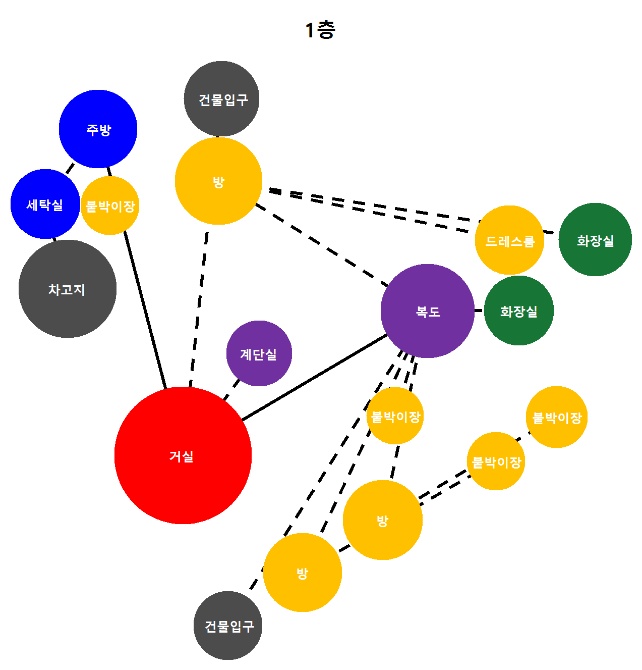 1층
건물입구
주방
방
세탁실
붙박이장
드레스룸
화장실
차고지
복도
화장실
계단실
붙박이장
붙박이장
거실
붙박이장
방
방
건물입구